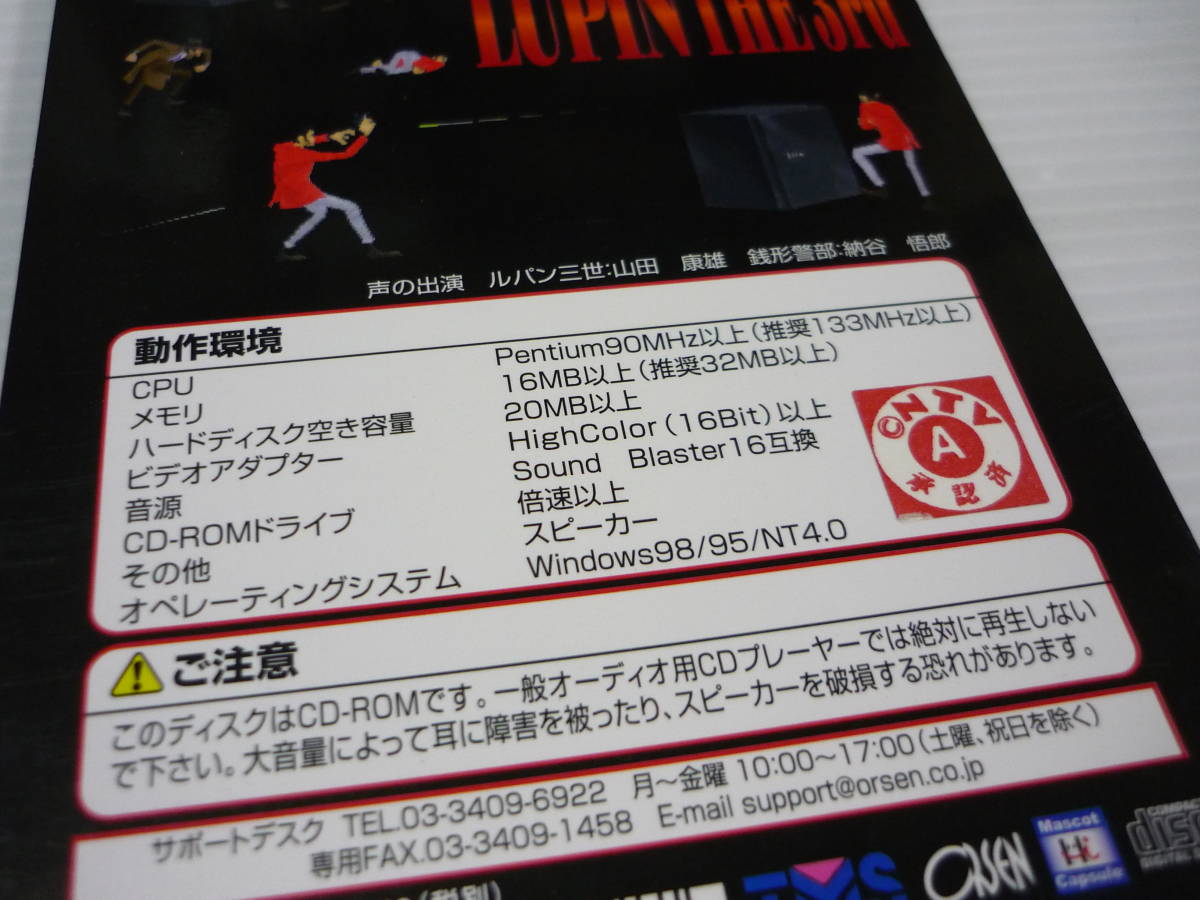 LUPIN THE 3rd
声の出演 ルパン三世:山田 康雄 銭形警部:納谷 悟郎
動作環境
CPU Pentium90MHz以上(推奨133MHz以上)
メモリ 16MB以上(推奨32MB以上)
ハードディスク空き容量 20MB以上
ビデオアダプター HighColor(16Bit)以上
音源 Sound Blaster16互換
CD-ROMドライブ 倍速以上
その他 スピーカー
オペレーティングシステム Windows98/95/NT4.0
©NTV
A
承認済
ご注意
このディスクはCD-ROMです。一般オーディオ用CDプレーヤーでは絶対に再生しない
で下さい。大音量によって耳に障害を被ったり、スピーカーを破損する恐れがあります。
サポートデスク TEL.03-3409-6922 月〜金曜 10:00〜17:00(土曜、祝日を除く)
専用FAX.03-3409-1458 E-mail support@orsen.co.jp
(税別)
TMS
ORSEN
Mascot
Capsule
disc